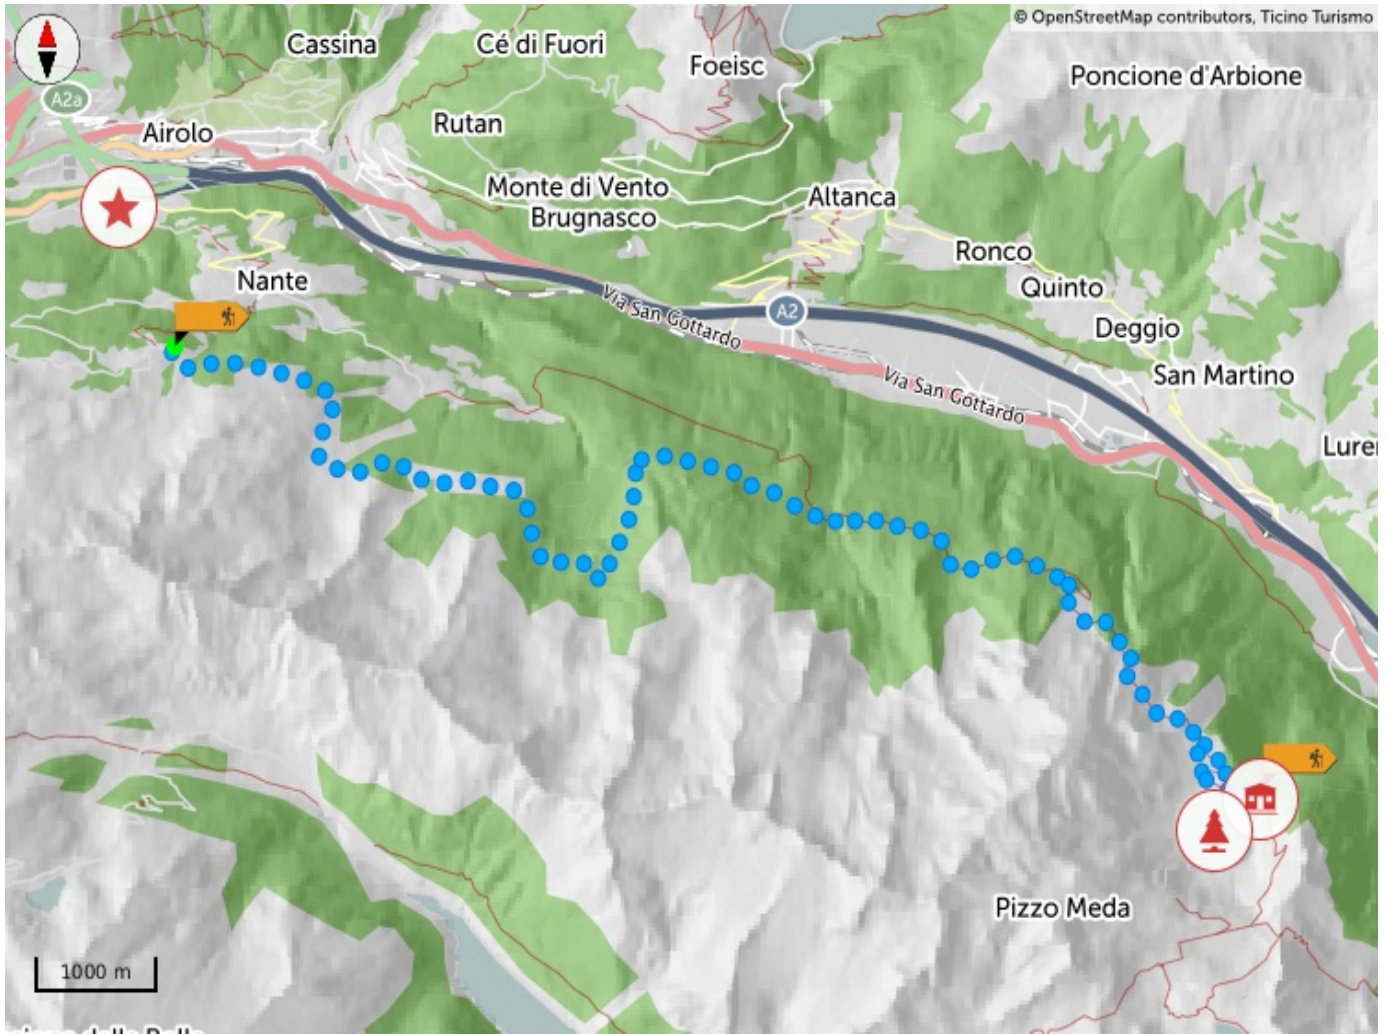 © OpenStreetMap contributors, Ticino Turismo
Cassina
Cé di Fuori
Foeisc
Poncione d'Arbione
A2a
Airolo
Rutan
Monte di Vento
Brugnasco
Altanca
Ronco
Nante
Quinto
Via San Gottardo
A2
Deggio
San Martino
Via San Gottardo
Lurer
Pizzo Meda
1000 m